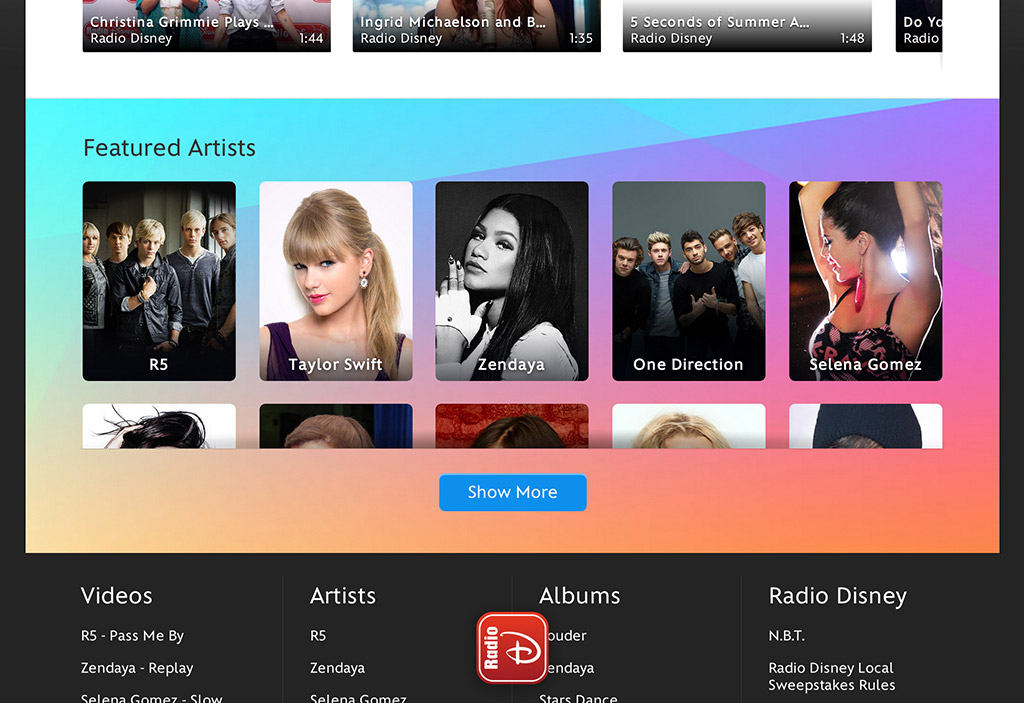 Christina Grimmie Plays ...
Radio Disney 1:44
Ingrid Michaelson and B...
Radio Disney 1:35
5 Seconds of Summer A...
Radio Disney 1:48
Do Yo
Radio
Featured Artists
R5
Taylor Swift
Zendaya
One Direction
Selena Gomez
Show More
Videos
R5 - Pass Me By
Zendaya - Replay
Selena Gomez - Slow
Artists
R5
Zendaya
Selena Gomez
Albums
ouder
endaya
Stars Dance
Radio Disney
N.B.T.
Radio Disney Local
Sweepstakes Rules
Radio D